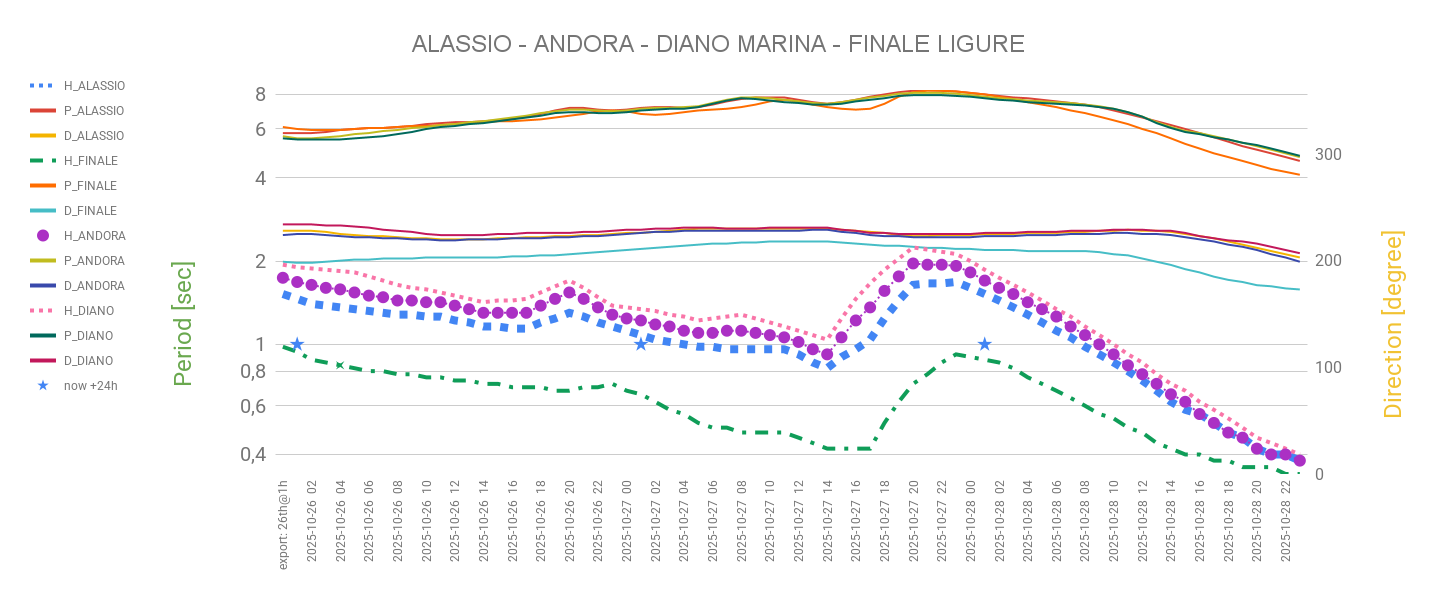 ALASSIO - ANDORA - DIANO MARINA - FINALE LIGURE
H_ALASSIO
P_ALASSIO
D_ALASSIO
H_FINALE
P_FINALE
D_FINALE
H_ANDORA
P_ANDORA
D_ANDORA
H_DIANO
P_DIANO
D_DIANO
now +24h
Period [sec]
8
6
4
2
1
0,8
0,6
0,4
300
200
100
0
Direction [degree]
export: 26th@1h
2025-10-26 02
2025-10-26 04
2025-10-26 06
2025-10-26 08
2025-10-26 10
2025-10-26 12
2025-10-26 14
2025-10-26 16
2025-10-26 18
2025-10-26 20
2025-10-26 22
2025-10-27 00
2025-10-27 02
2025-10-27 04
2025-10-27 06
2025-10-27 08
2025-10-27 10
2025-10-27 12
2025-10-27 14
2025-10-27 16
2025-10-27 18
2025-10-27 20
2025-10-27 22
2025-10-28 00
2025-10-28 02
2025-10-28 04
2025-10-28 06
2025-10-28 08
2025-10-28 10
2025-10-28 12
2025-10-28 14
2025-10-28 16
2025-10-28 18
2025-10-28 20
2025-10-28 22